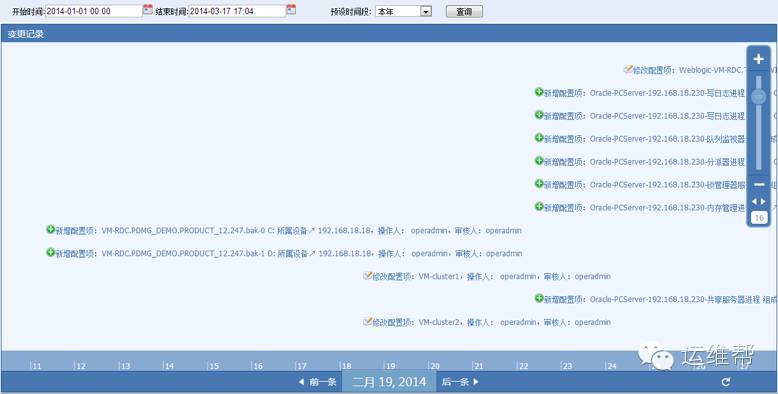 开始时间:2014-01-01 00:00 结束时间:2014-03-17 17:04 预设时间段: 本年 查询
变更记录
修改配置项：Weblogic-VM-RDC.
新增配置项：Oracle-PCServer-192.168.18.230-写日志进程
新增配置项：Oracle-PCServer-192.168.18.230-写日志进程
新增配置项：Oracle-PCServer-192.168.18.230-队列监视器
新增配置项：Oracle-PCServer-192.168.18.230-分派器进程
新增配置项：Oracle-PCServer-192.168.18.230-锁管理器服
新增配置项：Oracle-PCServer-192.168.18.230-内存管理进
16
新增配置项：VM-RDC.PDMG_DEMO.PRODUCT_12.247.bak-0 C: 所属设备↗ 192.168.18.18，操作人： operadmin，审核人：operadmin
新增配置项：VM-RDC.PDMG_DEMO.PRODUCT_12.247.bak-1 D: 所属设备↗ 192.168.18.18，操作人： operadmin，审核人：operadmin
修改配置项：VM-cluster1，操作人： operadmin，审核人：operadmin
新增配置项：Oracle-PCServer-192.168.18.230-共享服务器进程 组成
修改配置项：VM-cluster2，操作人： operadmin，审核人：operadmin
运维帮
11 12 13 14 15 16 17 18 19 20 21 22 23 24
前一条 二月 19, 2014 后一条